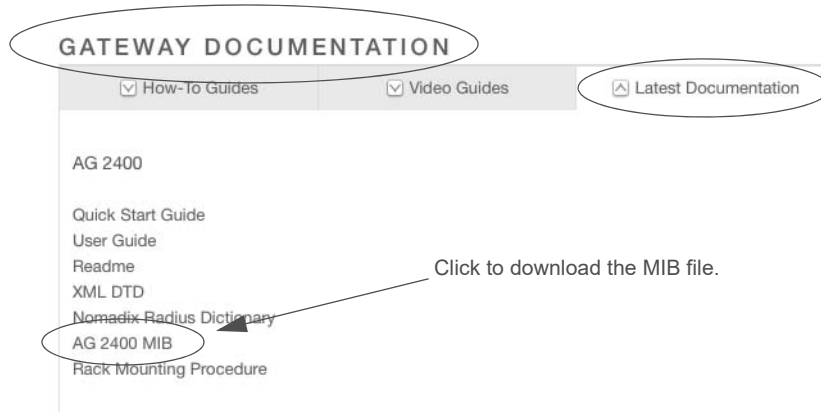 GATEWAY DOCUMENTATION
How-To Guides
Video Guides
Latest Documentation
AG 2400
Quick Start Guide
User Guide
Readme
Click to download the MIB file.
XML DTD
Nomadix Radius Dictionary
AG 2400 MIB
Rack Mounting Procedure